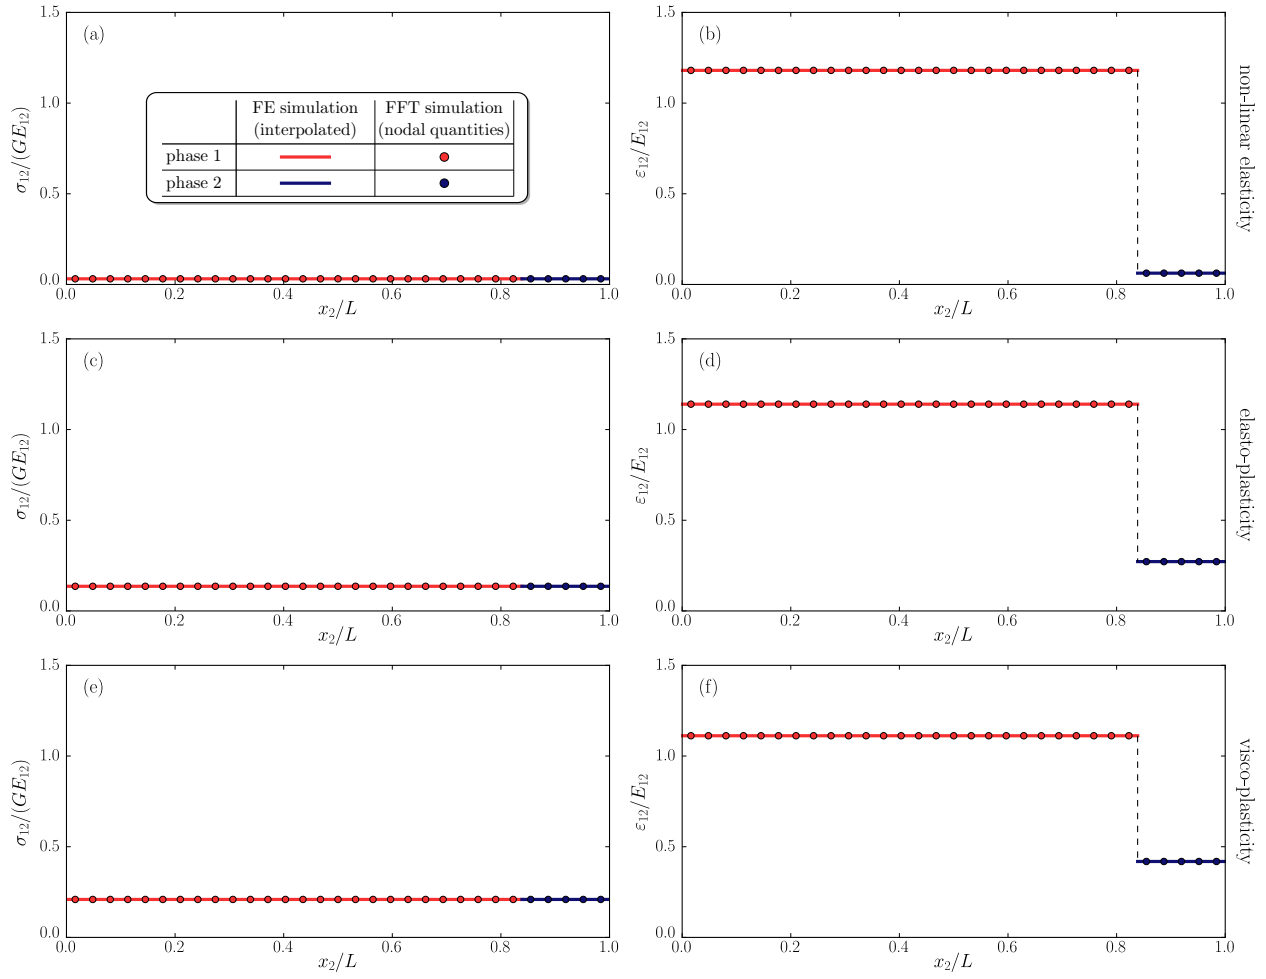 (a)
1.5
1.0
0.5
0.0
σ₁₂/(GE₁₂)
FE simulation FFT simulation
(interpolated) (nodal quantities)
phase 1
phase 2
0.0 0.2 0.4 0.6 0.8 1.0
x₂/L
(b)
1.5
1.0
0.5
0.0
ε₁₂/E₁₂
0.0 0.2 0.4 0.6 0.8 1.0
x₂/L
non-linear elasticity
(c)
1.5
1.0
0.5
0.0
σ₁₂/(GE₁₂)
0.0 0.2 0.4 0.6 0.8 1.0
x₂/L
(d)
1.5
1.0
0.5
0.0
ε₁₂/E₁₂
0.0 0.2 0.4 0.6 0.8 1.0
x₂/L
elasto-plasticity
(e)
1.5
1.0
0.5
0.0
σ₁₂/(GE₁₂)
0.0 0.2 0.4 0.6 0.8 1.0
x₂/L
(f)
1.5
1.0
0.5
0.0
ε₁₂/E₁₂
0.0 0.2 0.4 0.6 0.8 1.0
x₂/L
visco-plasticity